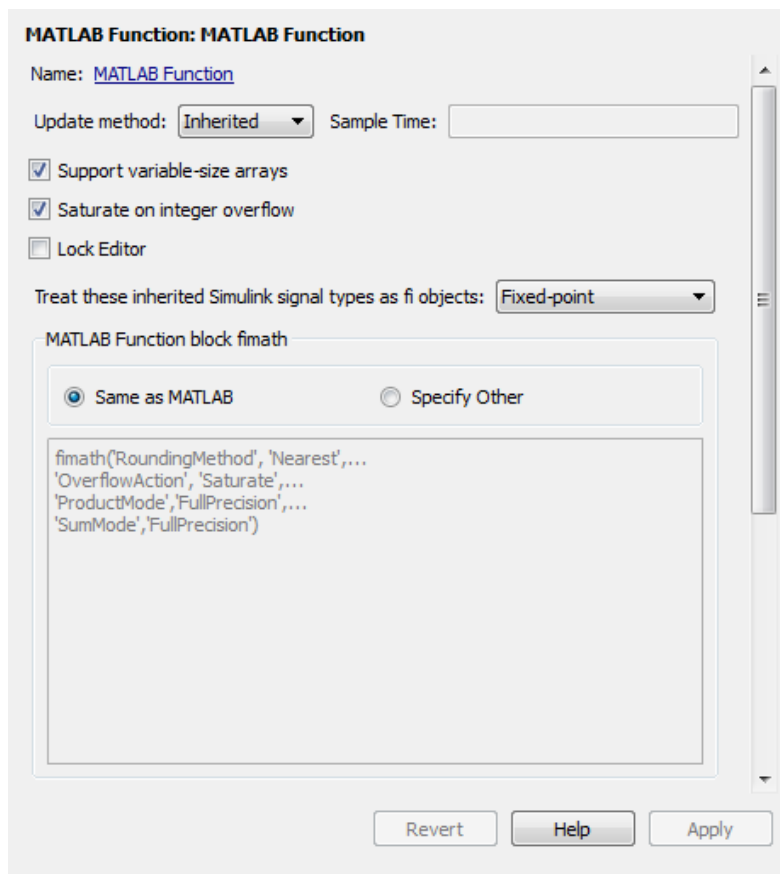 MATLAB Function: MATLAB Function
Name: MATLAB Function
Update method: Inherited Sample Time:
Support variable-size arrays
Saturate on integer overflow
Lock Editor
Treat these inherited Simulink signal types as fi objects: Fixed-point
MATLAB Function block fimath
Same as MATLAB Specify Other
fimath('RoundingMethod', 'Nearest',...
'OverflowAction', 'Saturate',...
'ProductMode','FullPrecision',...
'SumMode','FullPrecision')
Revert Help Apply